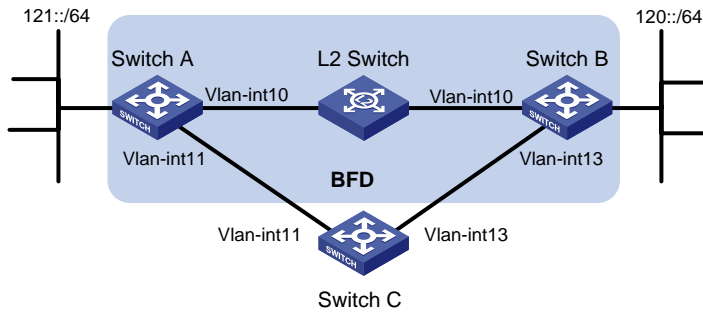 121::/64
120::/64
Switch A
L2 Switch
Switch B
Vlan-int10
Vlan-int10
L2
SWITCH
SWITCH
Vlan-int11
Vlan-int13
BFD
Vlan-int11
Vlan-int13
SWITCH
Switch C